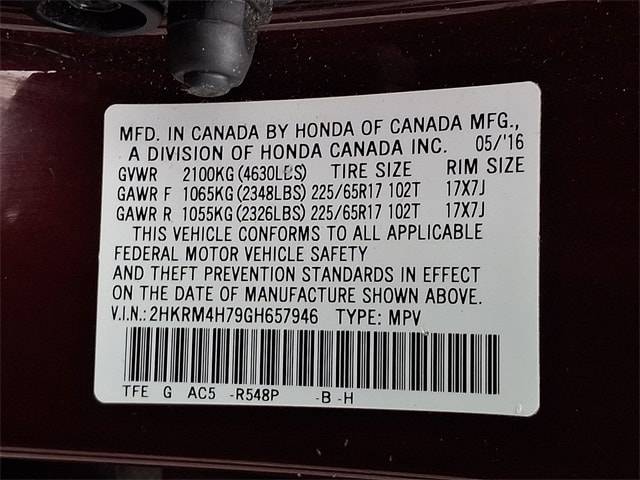 MFD. IN CANADA BY HONDA OF CANADA MFG.,
A DIVISION OF HONDA CANADA INC. 05/'16
GVWR 2100KG(4630LBS) TIRE SIZE RIM SIZE
GAWR F 1065KG(2348LBS) 225/65R17 102T 17X7J
GAWR R 1055KG(2326LBS) 225/65R17 102T 17X7J
THIS VEHICLE CONFORMS TO ALL APPLICABLE
FEDERAL MOTOR VEHICLE SAFETY
AND THEFT PREVENTION STANDARDS IN EFFECT
ON THE DATE OF MANUFACTURE SHOWN ABOVE.
V.I.N.: 2HKRM4H79GH657946 TYPE: MPV
TFE G AC5 -R548P -B -H